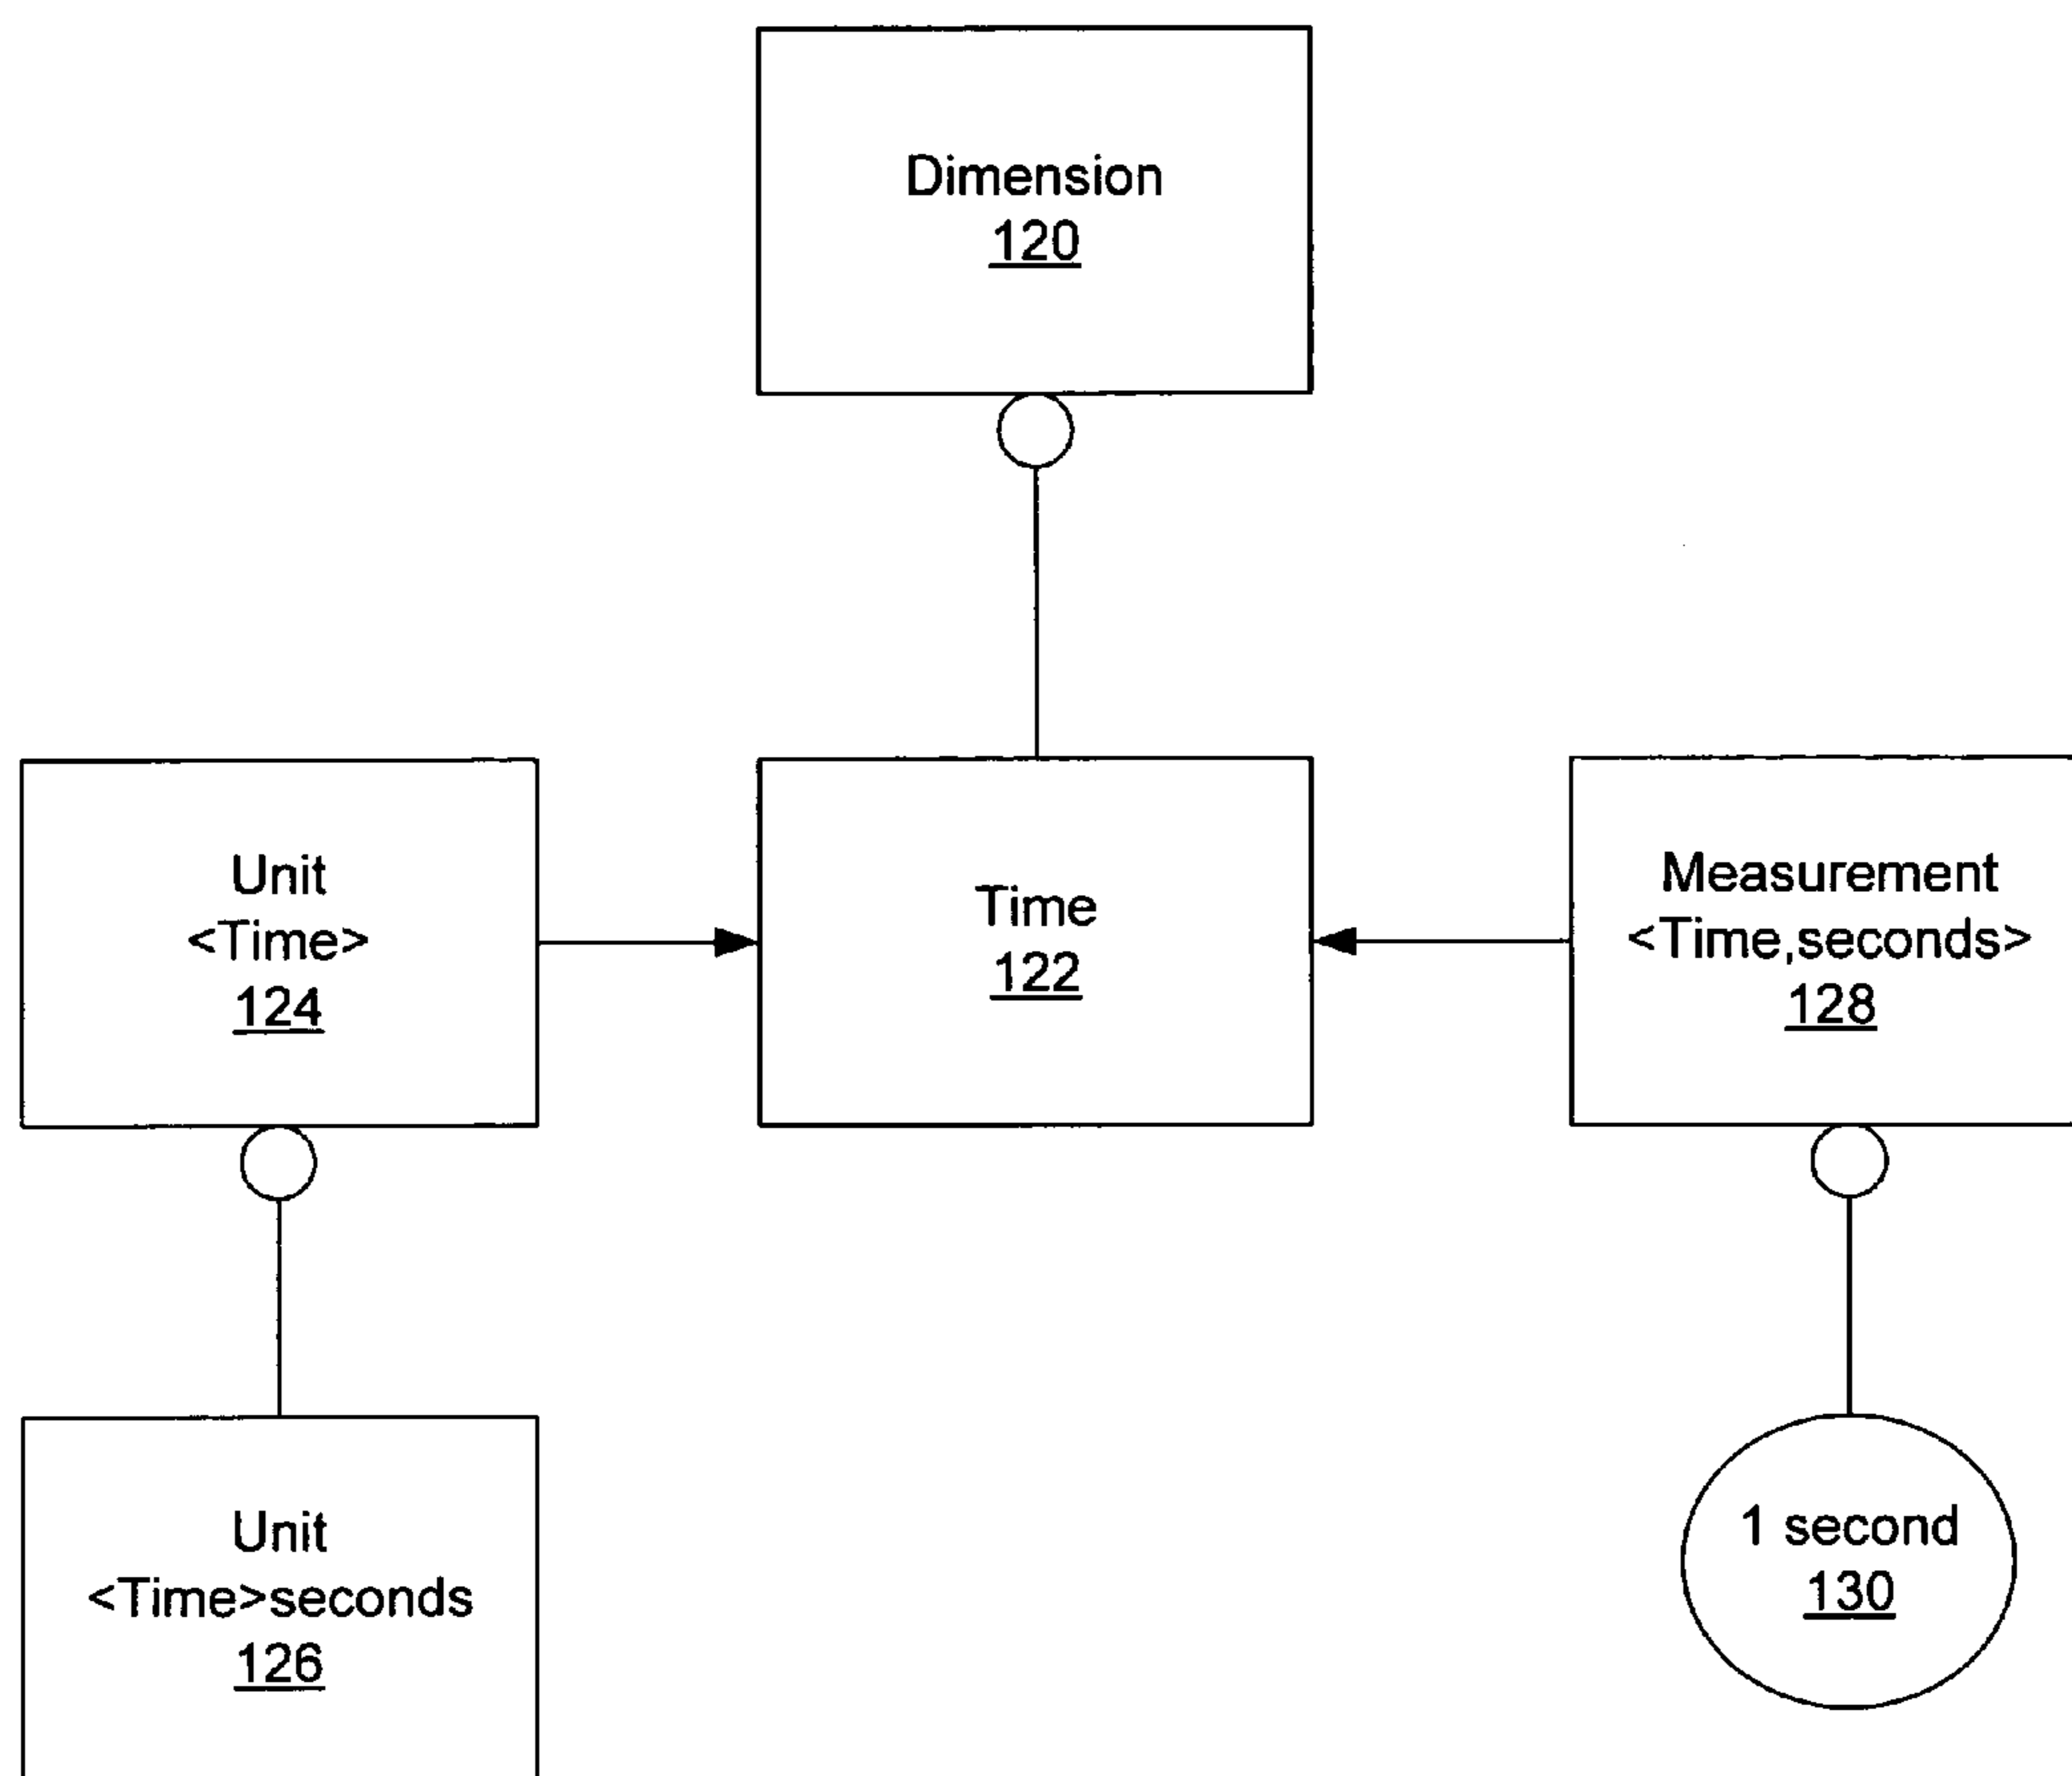 Dimension
120
Unit
<Time>
124
Time
122
Measurement
<Time,seconds>
128
Unit
<Time>seconds
126
1 second
130